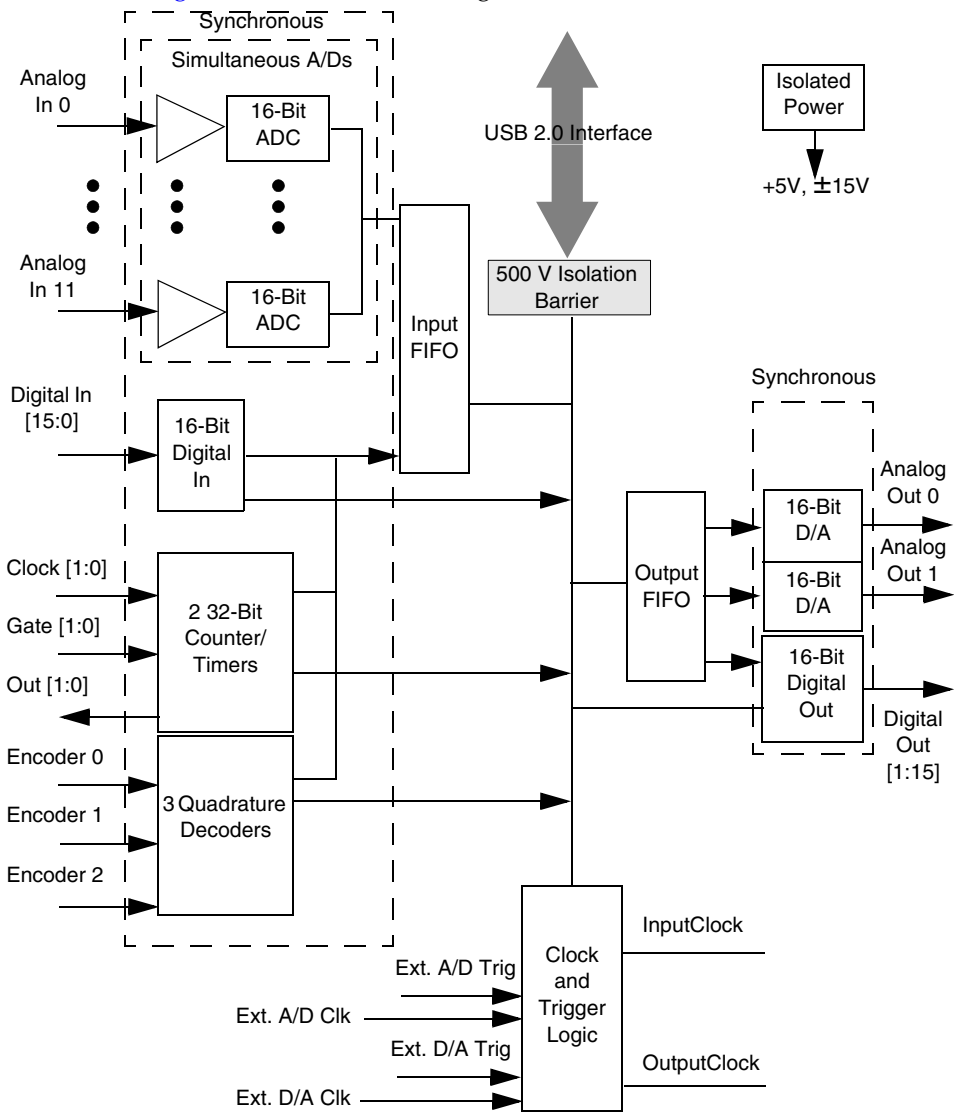 Synchronous
Simultaneous A/Ds
Analog
In 0
16-Bit
ADC
USB 2.0 Interface
Isolated
Power
+5V, ±15V
Analog
In 11
16-Bit
ADC
500 V Isolation
Barrier
Input
FIFO
Digital In
[15:0]
16-Bit
Digital
In
Synchronous
Clock [1:0]
Gate [1:0]
Out [1:0]
2 32-Bit
Counter/
Timers
Output
FIFO
16-Bit
D/A
Analog
Out 0
16-Bit
D/A
Analog
Out 1
16-Bit
Digital
Out
Digital
Out
[1:15]
Encoder 0
Encoder 1
Encoder 2
3 Quadrature
Decoders
Ext. A/D Trig
Ext. A/D Clk
Ext. D/A Trig
Ext. D/A Clk
Clock
and
Trigger
Logic
InputClock
OutputClock